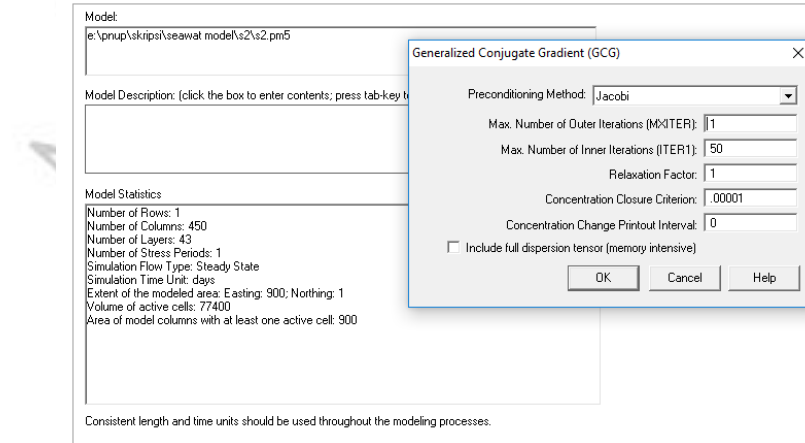 Model:
e:\pnup\skripsi\seawat model\s2\s2.pm5
Model Description: (click the box to enter contents; press tab-key t
Model Statistics
Number of Rows: 1
Number of Columns: 450
Number of Layers: 43
Number of Stress Periods: 1
Simulation Flow Type: Steady State
Simulation Time Unit: days
Extent of the modeled area: Easting: 900; Northing: 1
Volume of active cells: 77400
Area of model columns with at least one active cell: 900
Consistent length and time units should be used throughout the modeling processes.
Generalized Conjugate Gradient (GCG)
Preconditioning Method: Jacobi
Max. Number of Outer Iterations (MXITER): 1
Max. Number of Inner Iterations (ITER1): 50
Relaxation Factor: 1
Concentration Closure Criterion: .00001
Concentration Change Printout Interval: 0
Include full dispersion tensor (memory intensive)
OK Cancel Help